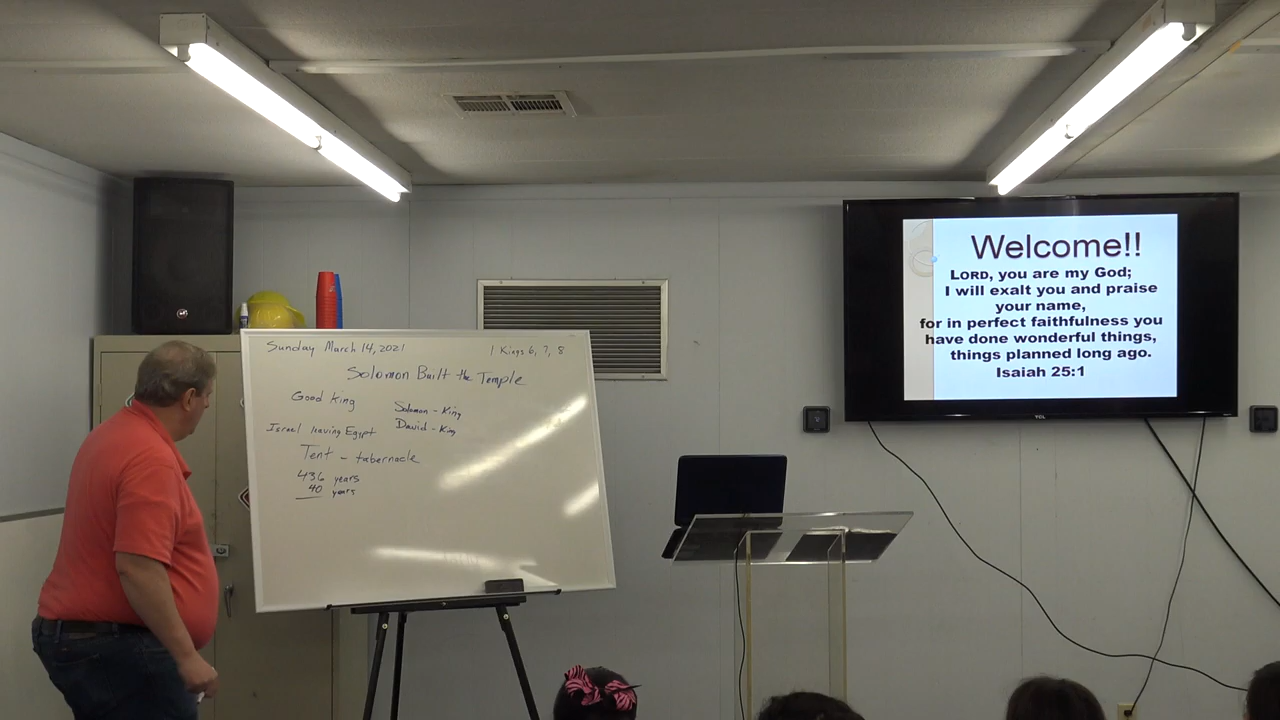 Sunday March 14, 2021
1 Kings 6, 7, 8
Solomon Built the Temple
Good King
Solomon - King
Israel leaving Egypt
David - King
Tent - tabernacle
436 years
40 years
Welcome!!
LORD, you are my God;
I will exalt you and praise
your name,
for in perfect faithfulness you
have done wonderful things,
things planned long ago.
Isaiah 25:1
TCL